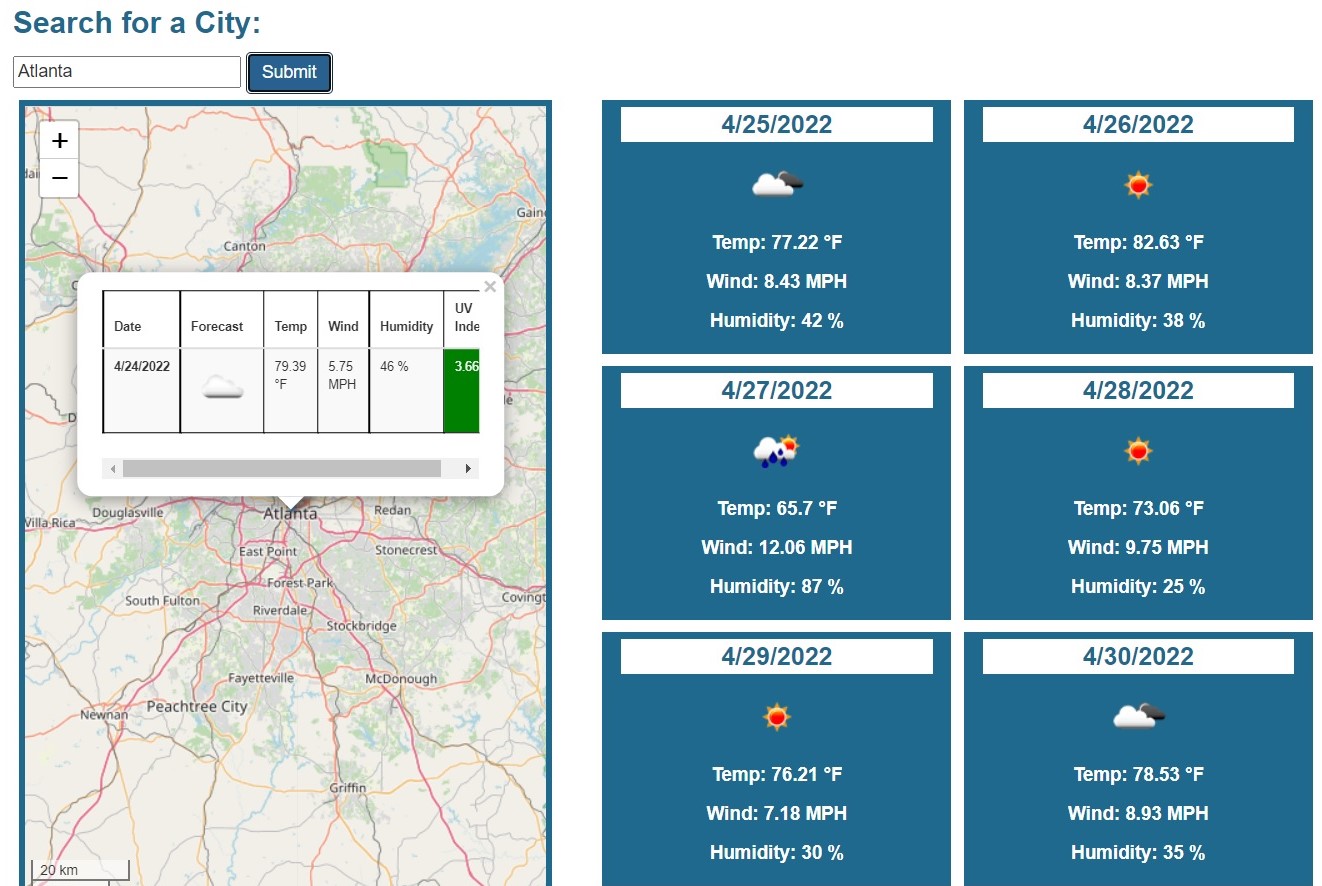 Search for a City:
Atlanta
Submit
+
−
Gain
Canton
×
Date Forecast Temp Wind Humidity UV Inde
4/24/2022 79.39 °F 5.75 MPH 46 % 3.66
Villa Rica
Douglasville
Atlanta
Redan
East Point
Stonecrest
Forest Park
South Fulton
Riverdale
Covingt
Stockbridge
Fayetteville
McDonough
Newnan
Peachtree City
Griffin
20 km
4/25/2022
Temp: 77.22 °F
Wind: 8.43 MPH
Humidity: 42 %
4/26/2022
Temp: 82.63 °F
Wind: 8.37 MPH
Humidity: 38 %
4/27/2022
Temp: 65.7 °F
Wind: 12.06 MPH
Humidity: 87 %
4/28/2022
Temp: 73.06 °F
Wind: 9.75 MPH
Humidity: 25 %
4/29/2022
Temp: 76.21 °F
Wind: 7.18 MPH
Humidity: 30 %
4/30/2022
Temp: 78.53 °F
Wind: 8.93 MPH
Humidity: 35 %